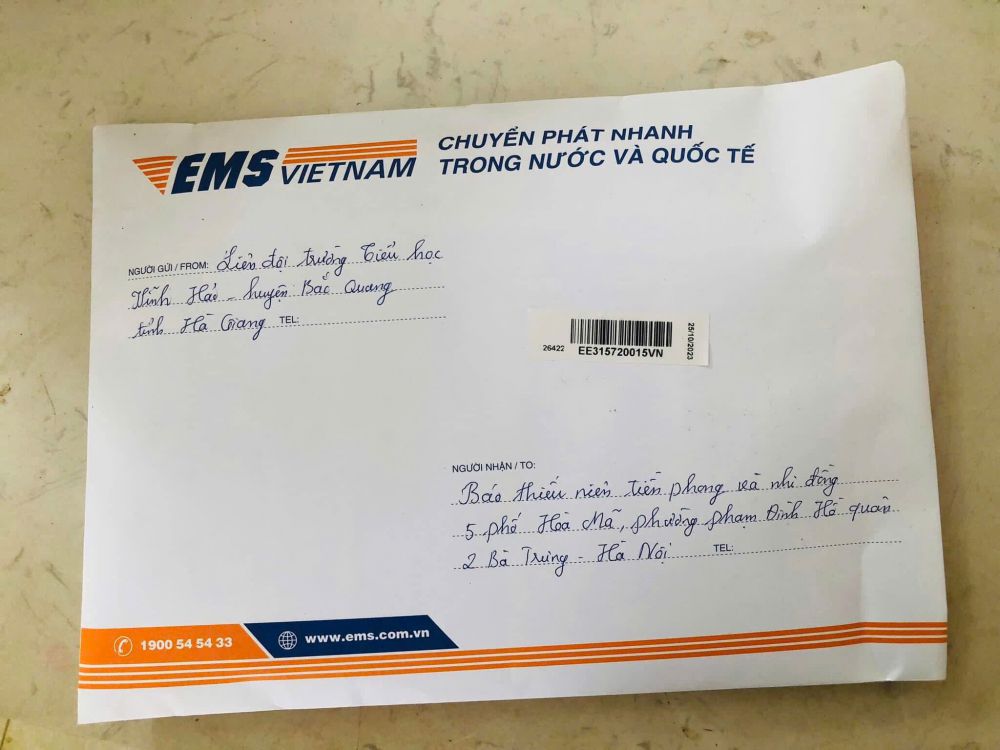 EMS VIETNAM
CHUYỂN PHÁT NHANH
TRONG NƯỚC VÀ QUỐC TẾ
NGƯỜI GỬI / FROM: Liên đội trường Tiểu học
Vĩnh Hảo - huyện Bắc Quang
tỉnh Hà Giang TEL:
26422
EE315720015VN
25/10/2023
NGƯỜI NHẬN / TO:
Báo thiếu niên tiền phong và nhi đồng
5 phố Hoà Mã, phường phạm Đình Hồ quân
2 Bà Trưng - Hà Nội TEL:
1900 54 54 33
www.ems.com.vn